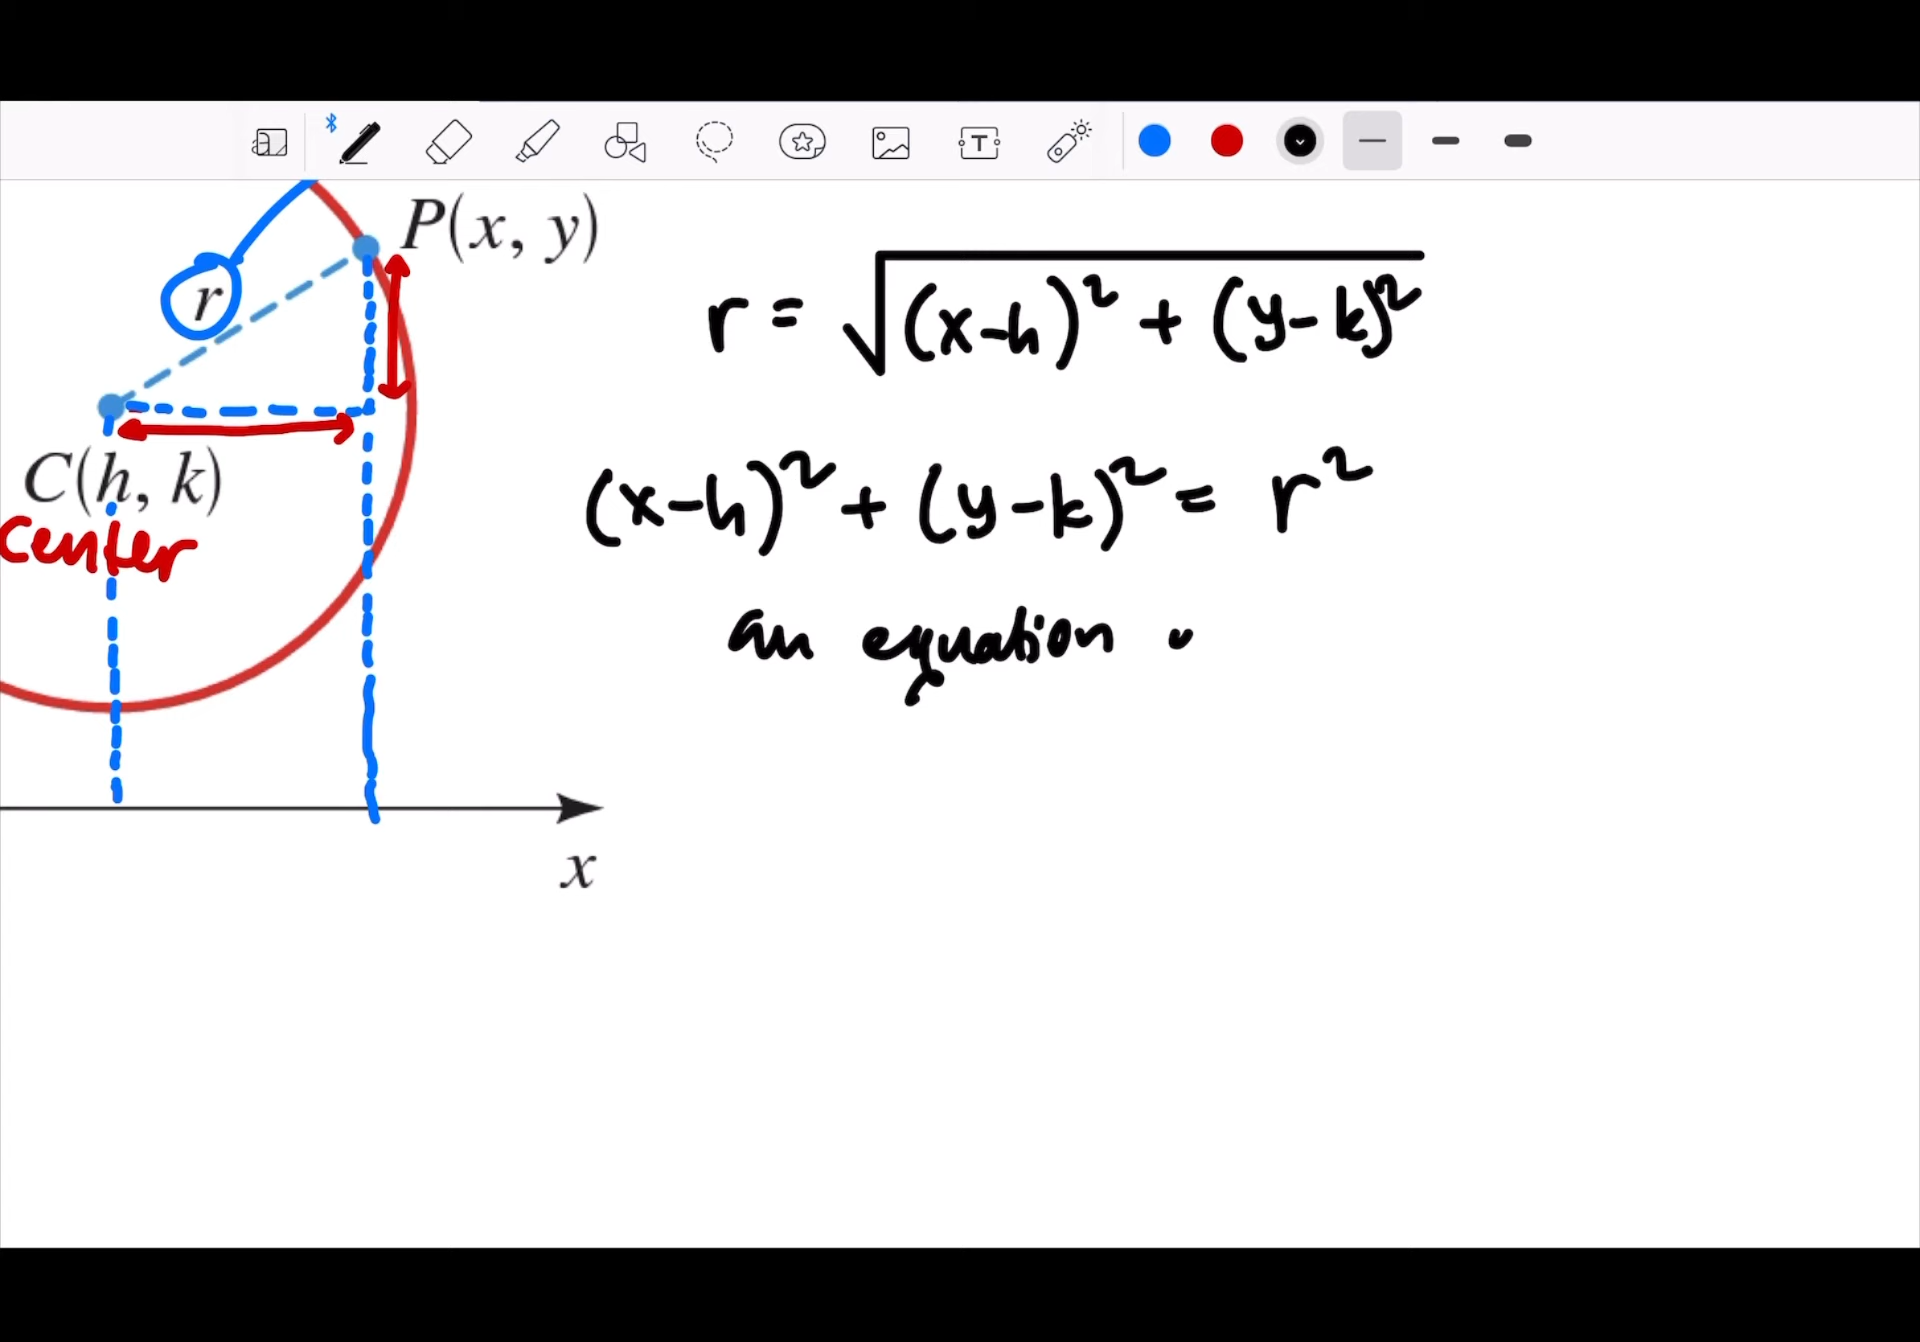 P(x, y)
r
r = √(x-h)² + (y-k)²
C(h, k)
center
(x-h)² + (y-k)² = r²
an equation o
x